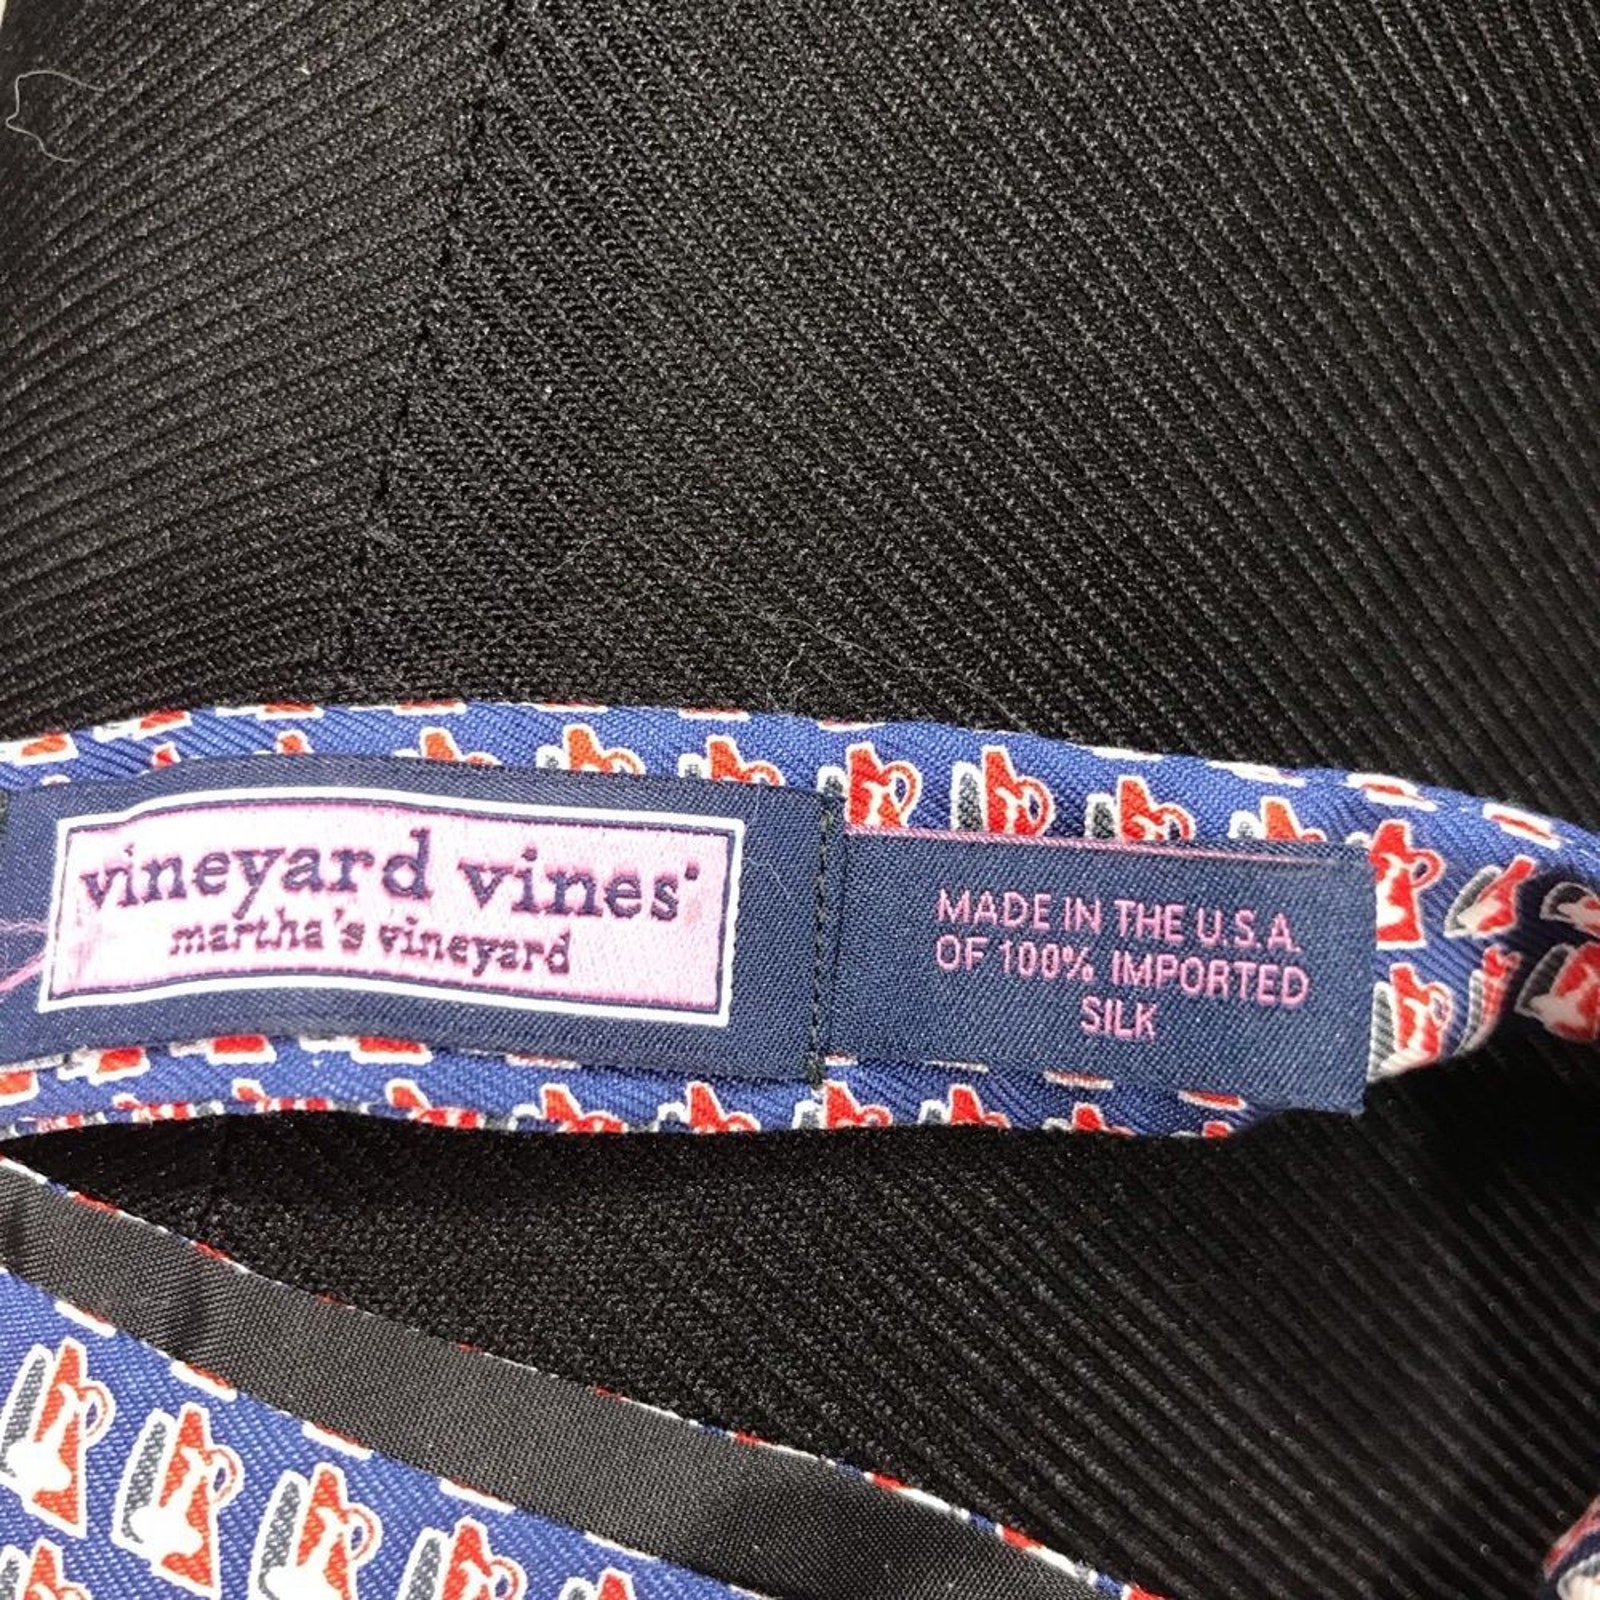 vineyard vines
martha's vineyard
MADE IN THE U.S.A.
OF 100% IMPORTED
SILK